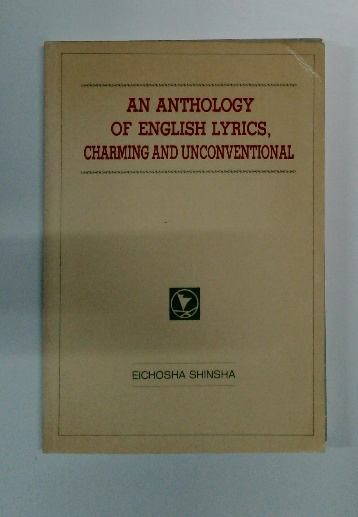 AN ANTHOLOGY
OF ENGLISH LYRICS,
CHARMING AND UNCONVENTIONAL
EICHOSHA SHINSHA